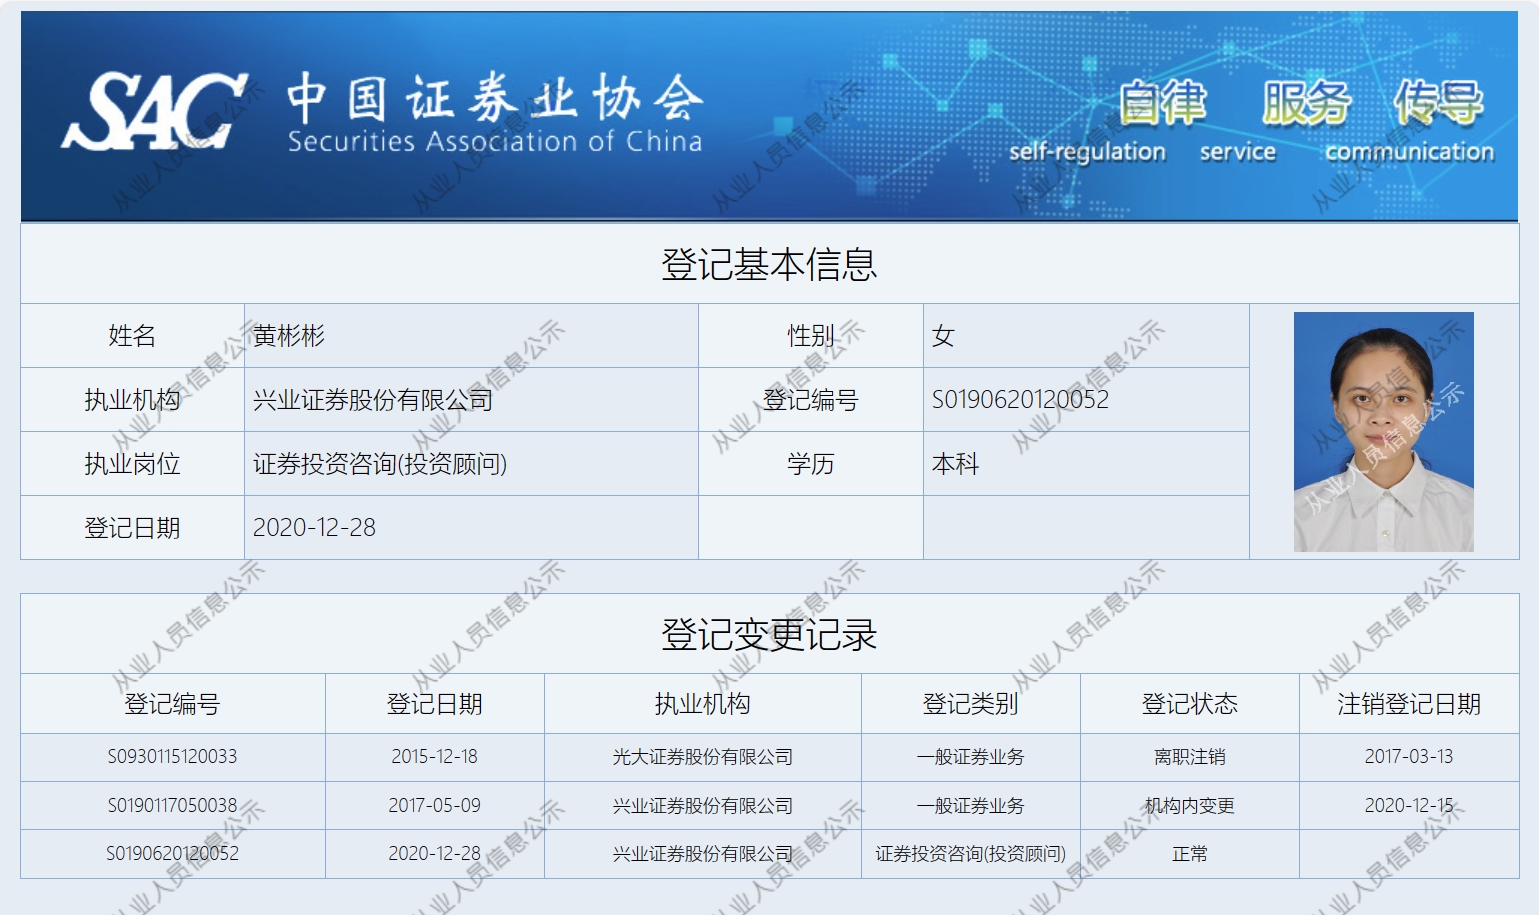 SAC 中国证券业协会
Securities Association of China
自律 服务 传导
self-regulation service communication
登记基本信息
姓名 黄彬彬 性别 女
执业机构 兴业证券股份有限公司 登记编号 S0190620120052
执业岗位 证券投资咨询(投资顾问) 学历 本科
登记日期 2020-12-28
从业人员信息公示
登记变更记录
登记编号 登记日期 执业机构 登记类别 登记状态 注销登记日期
S0930115120033 2015-12-18 光大证券股份有限公司 一般证券业务 离职注销 2017-03-13
S0190117050038 2017-05-09 兴业证券股份有限公司 一般证券业务 机构内变更 2020-12-15
S0190620120052 2020-12-28 兴业证券股份有限公司 证券投资咨询(投资顾问) 正常